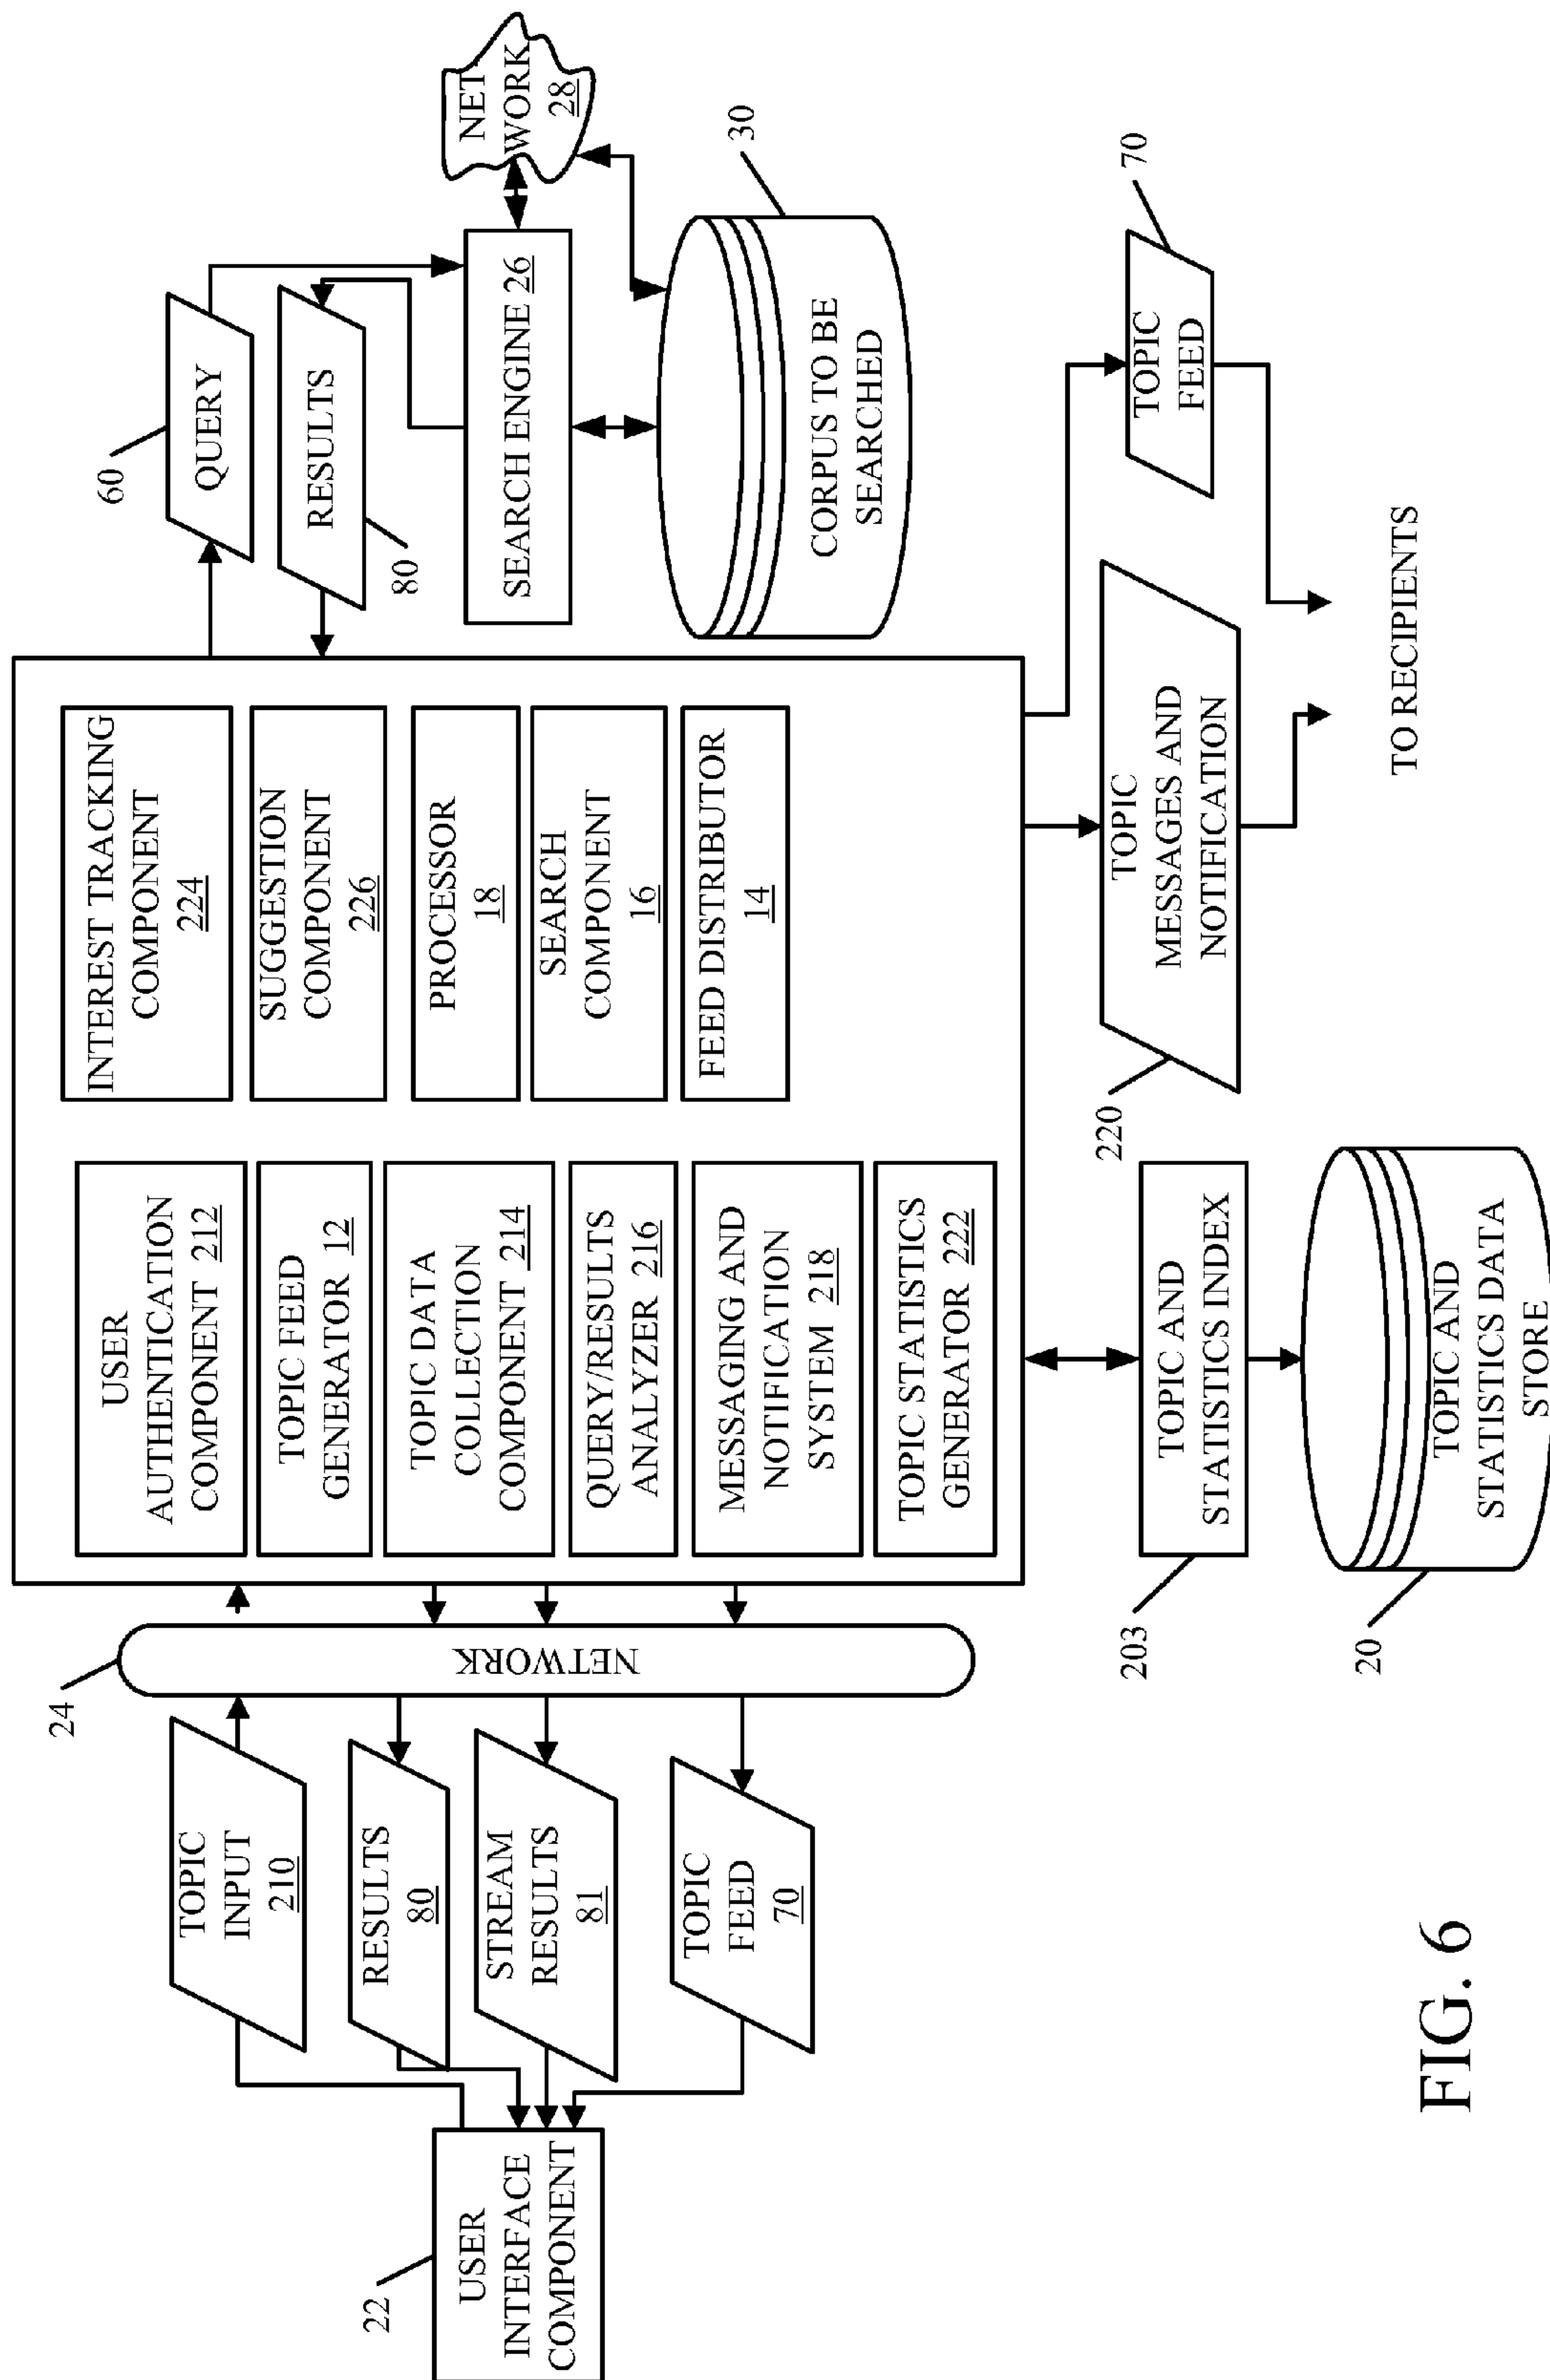 22
USER
INTERFACE
COMPONENT
TOPIC
INPUT
210
RESULTS
80
STREAM
RESULTS
81
TOPIC
FEED
70
24
NETWORK
USER
AUTHENTICATION
COMPONENT 212
TOPIC FEED
GENERATOR 12
TOPIC DATA
COLLECTION
COMPONENT 214
QUERY/RESULTS
ANALYZER 216
MESSAGING AND
NOTIFICATION
SYSTEM 218
TOPIC STATISTICS
GENERATOR 222
INTEREST TRACKING
COMPONENT
224
SUGGESTION
COMPONENT
226
PROCESSOR
18
SEARCH
COMPONENT
16
FEED DISTRIBUTOR
14
60
QUERY
RESULTS
80
SEARCH ENGINE 26
NET
WORK
28
30
CORPUS TO BE
SEARCHED
203
TOPIC AND
STATISTICS INDEX
20
TOPIC AND
STATISTICS DATA
STORE
220
TOPIC
MESSAGES AND
NOTIFICATION
70
TOPIC
FEED
TO RECIPIENTS
FIG. 6